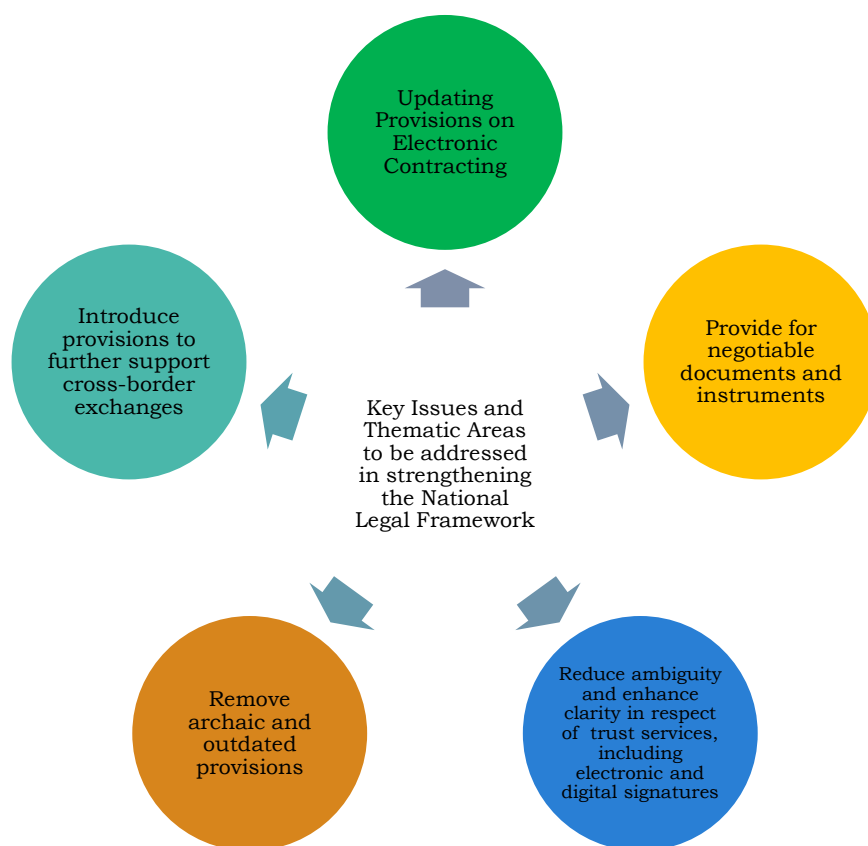 Updating
Provisions on
Electronic
Contracting
Introduce
provisions to
further support
cross-border
exchanges
Provide for
negotiable
documents and
instruments
Key Issues and
Thematic Areas
to be addressed
in strengthening
the National
Legal Framework
Remove
archaic and
outdated
provisions
Reduce ambiguity
and enhance
clarity in respect
of trust services,
including
electronic and
digital signatures